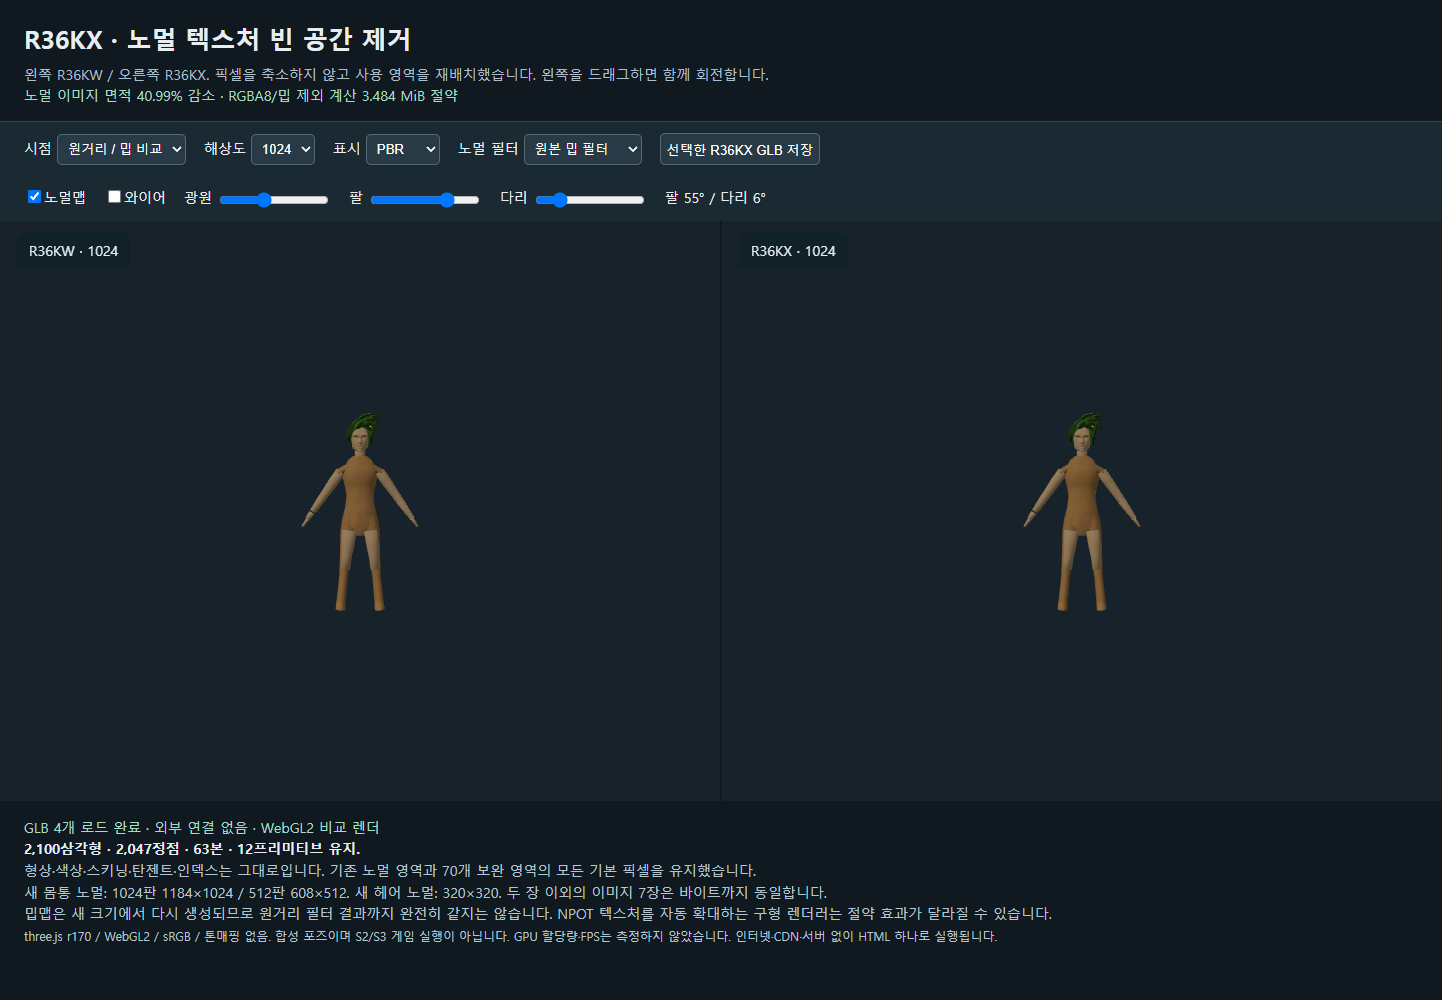 R36KX · 노멀 텍스처 빈 공간 제거
왼쪽 R36KW / 오른쪽 R36KX. 픽셀을 축소하지 않고 사용 영역을 재배치했습니다. 왼쪽을 드래그하면 함께 회전합니다.
노멀 이미지 면적 40.99% 감소 · RGBA8/밉 제외 계산 3.484 MiB 절약
시점 원거리 / 밉 비교 해상도 1024 표시 PBR 노멀 필터 원본 밉 필터 선택한 R36KX GLB 저장
노멀맵 와이어 광원 팔 다리 팔 55° / 다리 6°
R36KW · 1024
R36KX · 1024
GLB 4개 로드 완료 · 외부 연결 없음 · WebGL2 비교 렌더
2,100삼각형 · 2,047정점 · 63본 · 12프리미티브 유지.
형상·색상·스키닝·탄젠트·인덱스는 그대로입니다. 기존 노멀 영역과 70개 보완 영역의 모든 기본 픽셀을 유지했습니다.
새 몸통 노멀: 1024판 1184×1024 / 512판 608×512. 새 헤어 노멀: 320×320. 두 장 이외의 이미지 7장은 바이트까지 동일합니다.
밉맵은 새 크기에서 다시 생성되므로 원거리 필터 결과까지 완전히 같지는 않습니다. NPOT 텍스처를 자동 확대하는 구형 렌더러는 절약 효과가 달라질 수 있습니다.
three.js r170 / WebGL2 / sRGB / 톤매핑 없음. 합성 포즈이며 S2/S3 게임 실행이 아닙니다. GPU 할당량·FPS는 측정하지 않았습니다. 인터넷·CDN·서버 없이 HTML 하나로 실행됩니다.